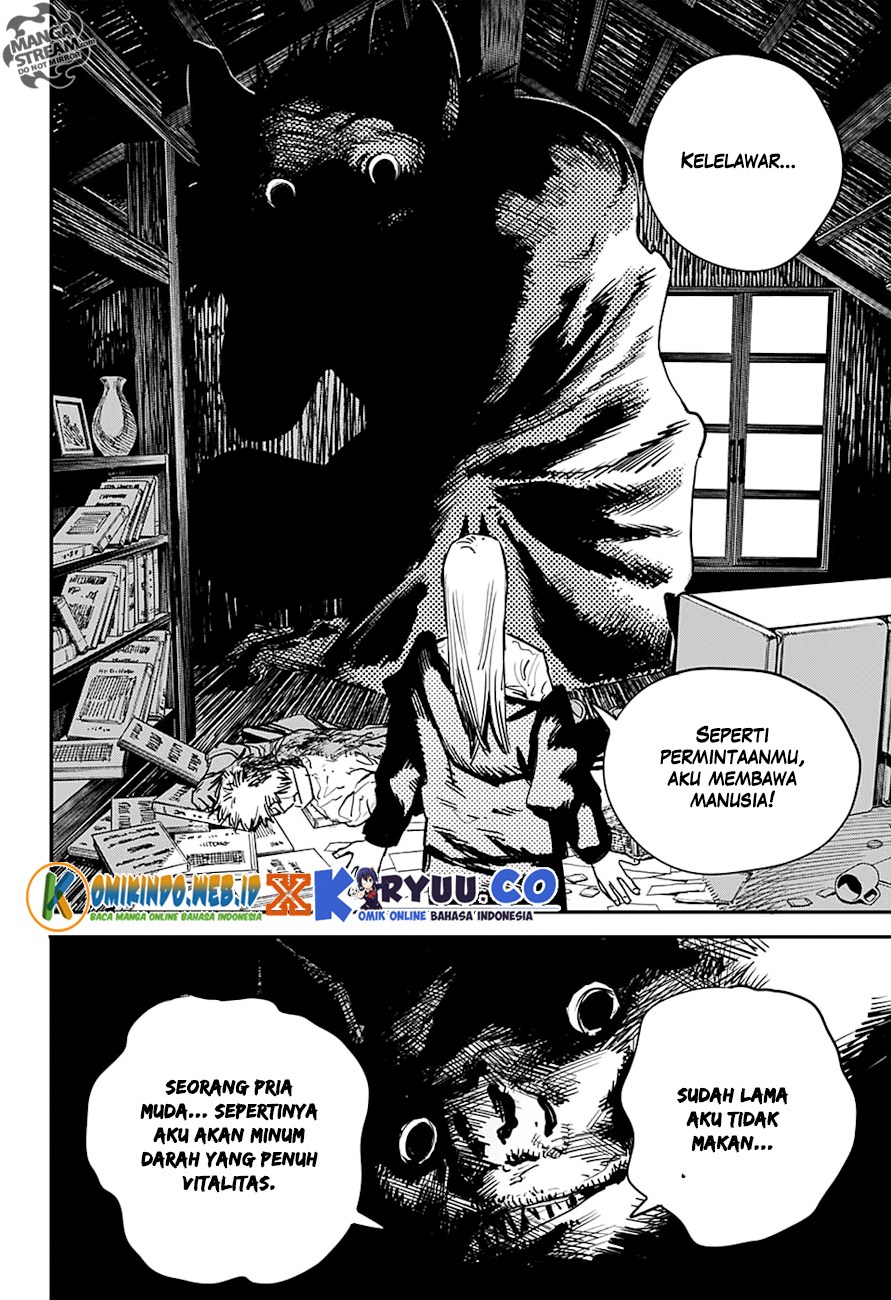 MANGA
STREAM
DO NOT MIRROR!
KELELAWAR...
SEPERTI
PERMINTAANMU,
AKU MEMBAWA
MANUSIA!
KOMIKINDO.WEB.ID X KIRYUU.CO
BACA MANGA ONLINE BAHASA INDONESIA
KOMIK ONLINE BAHASA INDONESIA
SUDAH LAMA
AKU TIDAK
MAKAN...
SEORANG PRIA
MUDA... SEPERTINYA
AKU AKAN MINUM
DARAH YANG PENUH
VITALITAS.